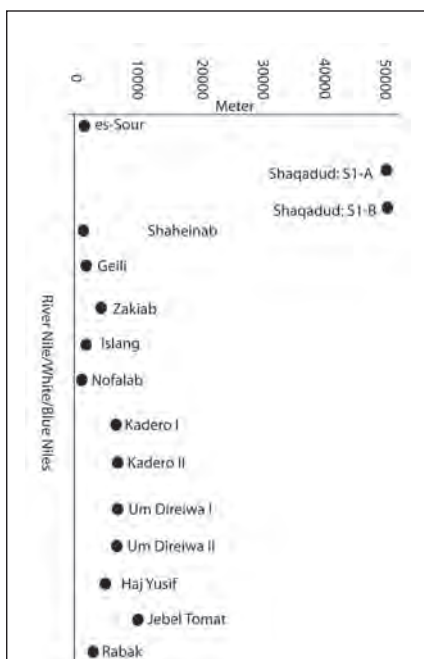 0
10000
20000
30000
40000
50000
Meter
es-Sour
Shaqadud: S1-A
Shaqadud: S1-B
Shaheinab
Geili
Zakiab
Islang
Nofalab
Kadero I
Kadero II
Um Direiwa I
Um Direiwa II
Haj Yusif
Jebel Tomat
Rabak
River Nile/White/Blue Niles